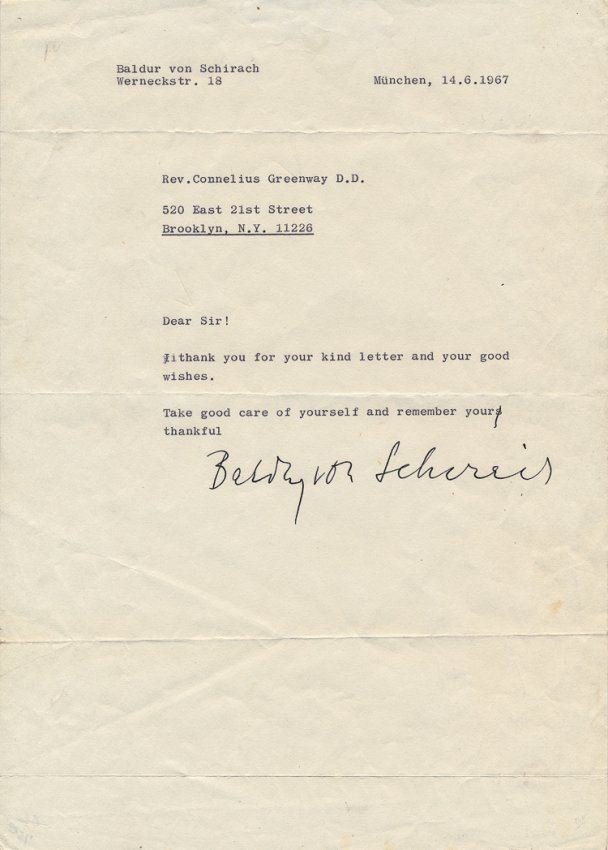 Baldur von Schirach
Werneckstr. 18
München, 14.6.1967
Rev.Connelius Greenway D.D.
520 East 21st Street
Brooklyn, N.Y. 11226
Dear Sir!
thank you for your kind letter and your good
wishes.
Take good care of yourself and remember yours
thankful
Baldur von Schirach